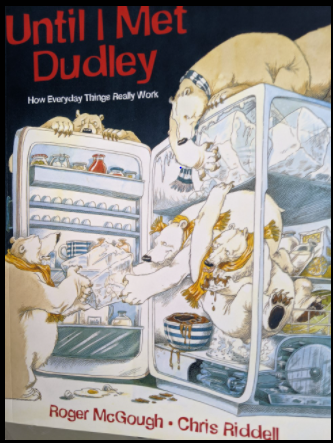 Until I Met
Dudley
How Everyday Things Really Work
Roger McGough • Chris Riddell